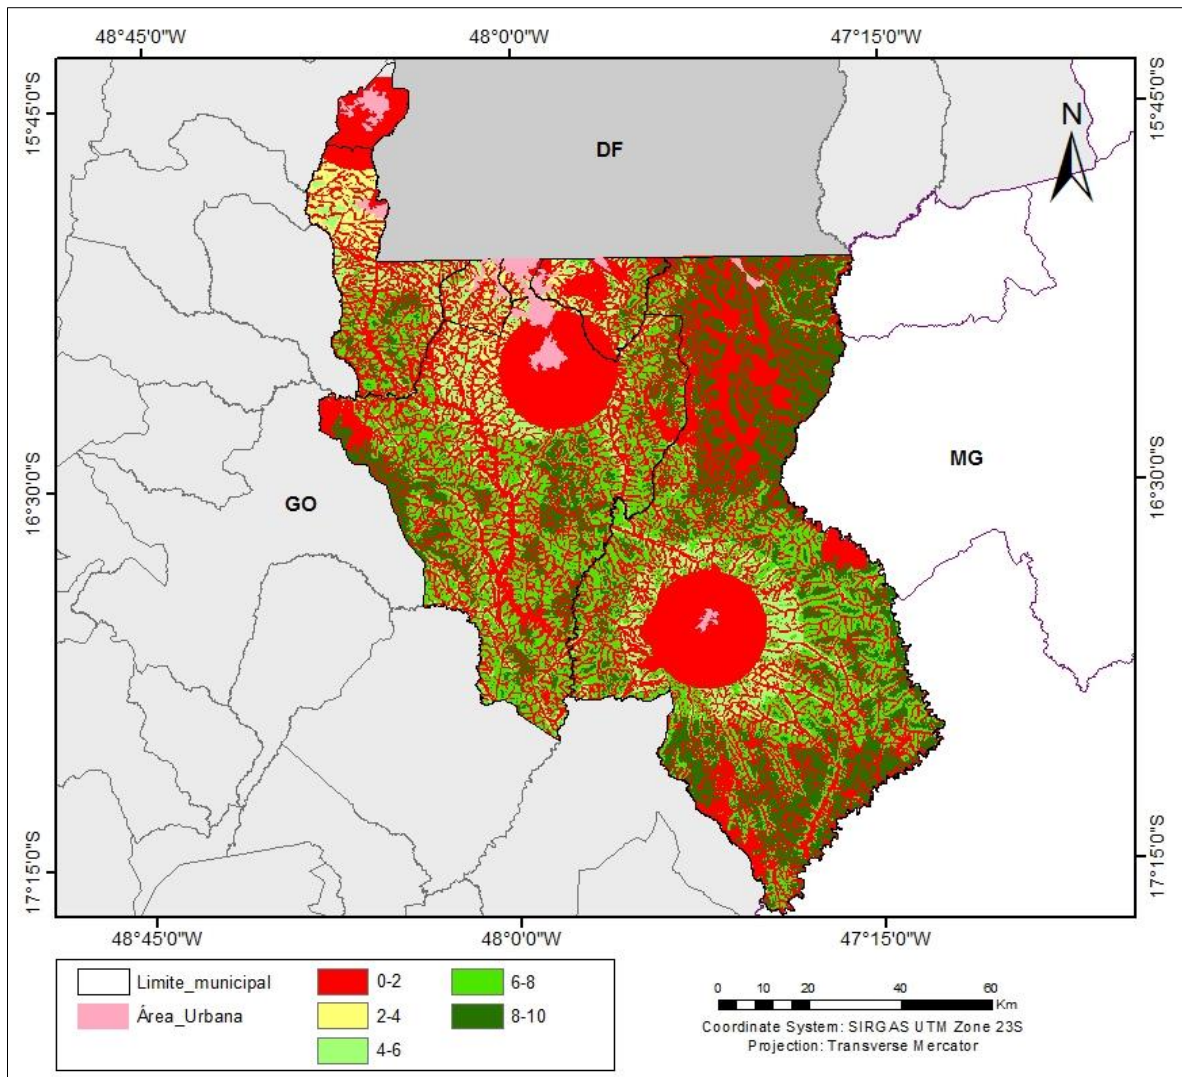 48°45'0"W 48°0'0"W 47°15'0"W
15°45'0"S
15°45'0"S
N
DF
MG
GO
16°30'0"S
16°30'0"S
17°15'0"S
17°15'0"S
48°45'0"W 48°0'0"W 47°15'0"W
Limite_municipal
Área_Urbana
0-2
2-4
4-6
6-8
8-10
0 10 20 40 60
Km
Coordinate System: SIRGAS UTM Zone 23S
Projection: Transverse Mercator